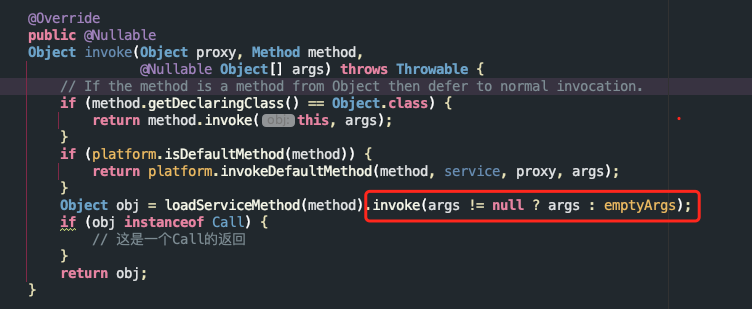 @Override
public @Nullable
Object invoke(Object proxy, Method method,
@Nullable Object[] args) throws Throwable {
// If the method is a method from Object then defer to normal invocation.
if (method.getDeclaringClass() == Object.class) {
return method.invoke( obj: this, args);
}
if (platform.isDefaultMethod(method)) {
return platform.invokeDefaultMethod(method, service, proxy, args);
}
Object obj = loadServiceMethod(method).invoke(args != null ? args : emptyArgs);
if (obj instanceof Call) {
// 这是一个Call的返回
}
return obj;
}